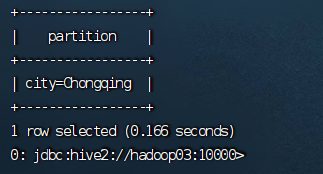 +-----------------+
|    partition    |
+-----------------+
| city=Chongqing  |
+-----------------+
1 row selected (0.166 seconds)
0: jdbc:hive2://hadoop03:10000>